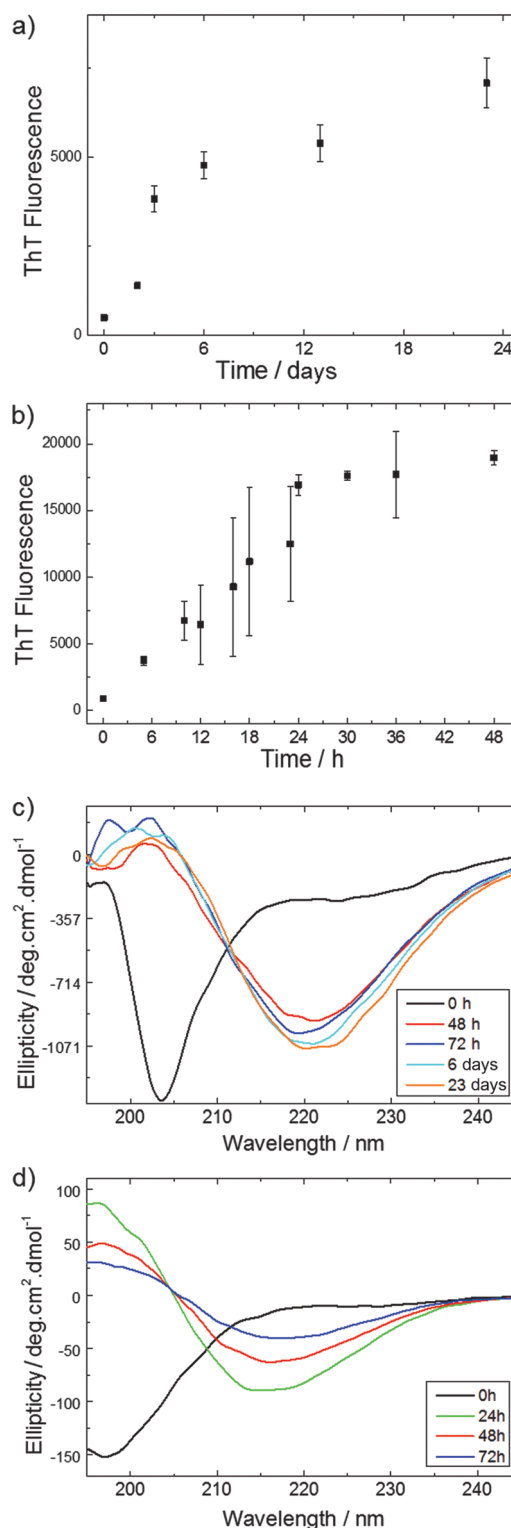 a)
ThT Fluorescence
5000
0
0 6 12 18 24
Time / days
b)
ThT Fluorescence
20000
15000
10000
5000
0
0 6 12 18 24 30 36 42 48
Time / h
c)
Ellipticity / deg.cm².dmol⁻¹
0
-357
-714
-1071
0 h
48 h
72 h
6 days
23 days
200 210 220 230 240
Wavelength / nm
d)
Ellipticity / deg.cm².dmol⁻¹
100
50
0
-50
-100
-150
0h
24h
48h
72h
200 210 220 230 240
Wavelength / nm